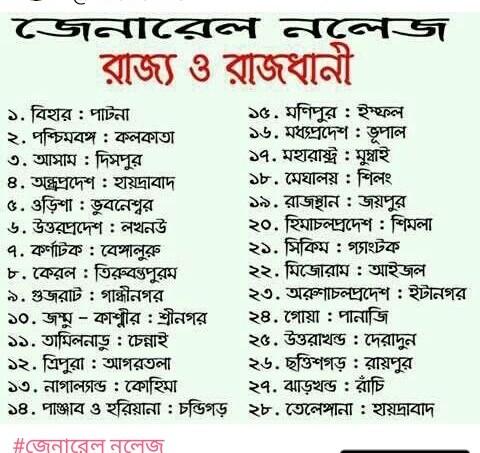 জেনারেল নলেজ
রাজ্য ও রাজধানী
১. বিহার : পাটনা
২. পশ্চিমবঙ্গ : কলকাতা
৩. আসাম : দিসপুর
৪. অন্ধ্রপ্রদেশ : হায়দ্রাবাদ
৫. ওড়িশা : ভুবনেশ্বর
৬. উত্তরপ্রদেশ : লখনউ
৭. কর্ণাটক : বেঙ্গালুরু
৮. কেরল : তিরুবন্তপুরম
৯. গুজরাট : গান্ধীনগর
১০. জম্মু – কাশ্মীর : শ্রীনগর
১১. তামিলনাড়ু : চেন্নাই
১২. ত্রিপুরা : আগরতলা
১৩. নাগাল্যান্ড : কোহিমা
১৪. পাঞ্জাব ও হরিয়ানা : চন্ডিগড়
১৫. মণিপুর : ইম্ফল
১৬. মধ্যপ্রদেশ : ভূপাল
১৭. মহারাষ্ট্র : মুম্বাই
১৮. মেঘালয় : শিলং
১৯. রাজস্থান : জয়পুর
২০. হিমাচলপ্রদেশ : শিমলা
২১. সিকিম : গ্যাংটক
২২. মিজোরাম : আইজল
২৩. অরুণাচলপ্রদেশ : ইটানগর
২৪. গোয়া : পানাজি
২৫. উত্তরাখন্ড : দেরাদুন
২৬. ছত্তিশগড় : রায়পুর
২৭. ঝাড়খন্ড : রাঁচি
২৮. তেলেঙ্গানা : হায়দ্রাবাদ
#জেনারেল নলেজ